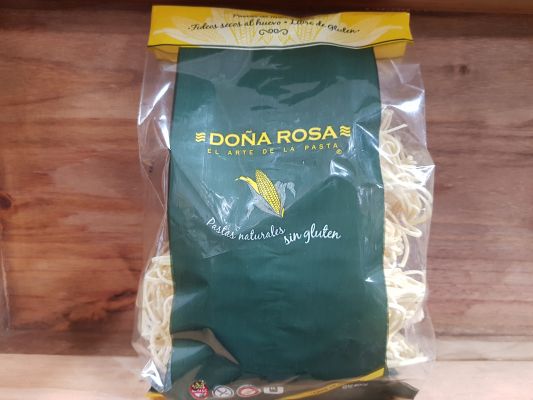 • Fideos secos al huevo • Libre de Gluten •
DOÑA ROSA
EL ARTE DE LA PASTA
®
Pastas naturales
sin gluten